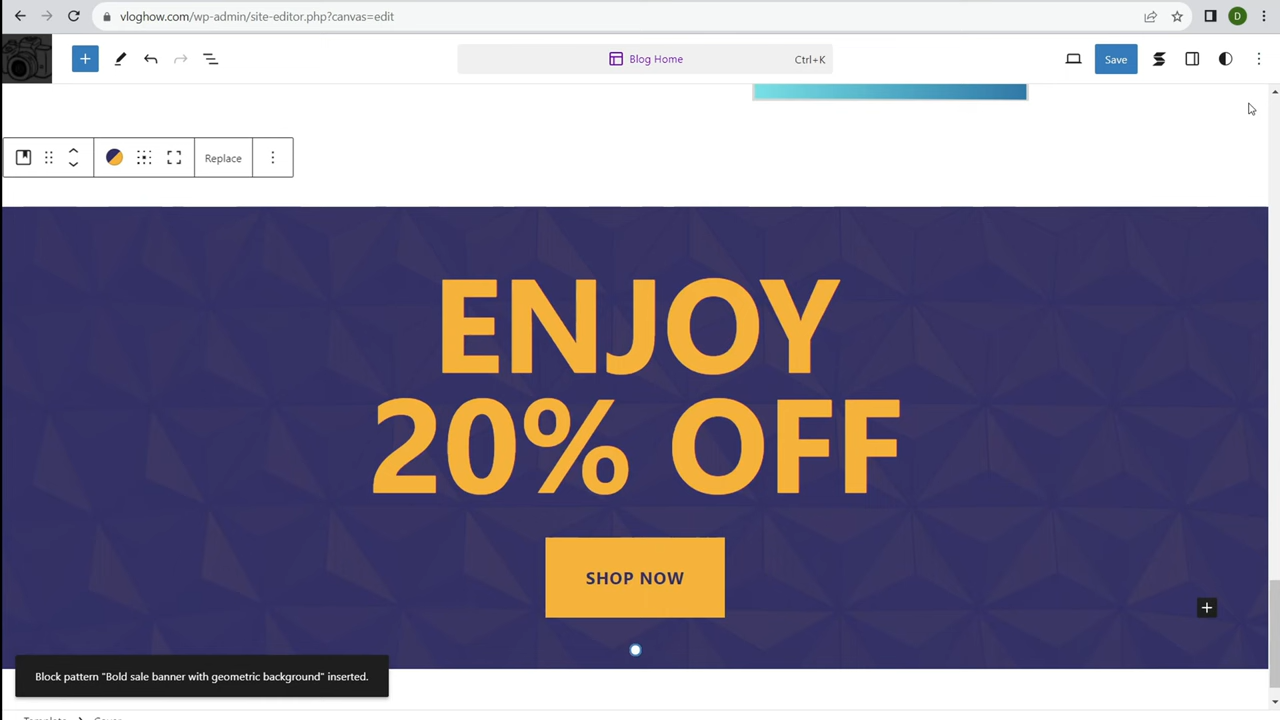 vloghow.com/wp-admin/site-editor.php?canvas=edit
D
Blog Home
Ctrl+K
Save
Replace
ENJOY
20% OFF
SHOP NOW
Block pattern "Bold sale banner with geometric background" inserted.